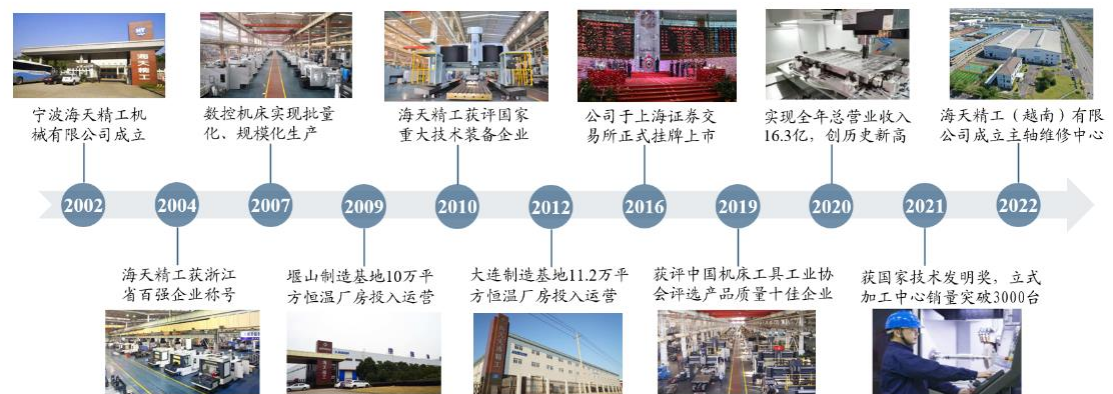 宁波海天精工机
械有限公司成立
数控机床实现批量
化、规模化生产
海天精工获评国家
重大技术装备企业
公司于上海证券交
易所正式挂牌上市
实现全年总营业收入
16.3亿，创历史新高
海天精工（越南）有限
公司成立主轴维修中心
2002
2004
2007
2009
2010
2012
2016
2019
2020
2021
2022
海天精工获浙江
省百强企业称号
堰山制造基地10万平
方恒温厂房投入运营
大连制造基地11.2万平
方恒温厂房投入运营
获评中国机床工具工业协
会评选产品质量十佳企业
获国家技术发明奖，立式
加工中心销量突破3000台
海天精工